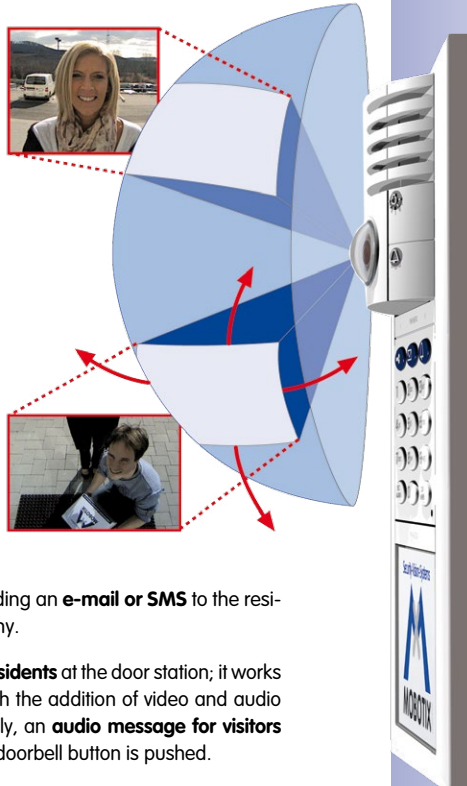 ding an e-mail or SMS to the resi-
ny.
sidents at the door station; it works
h the addition of video and audio
ly, an audio message for visitors
doorbell button is pushed.
Security-Vision-Systems
MOBOTIX